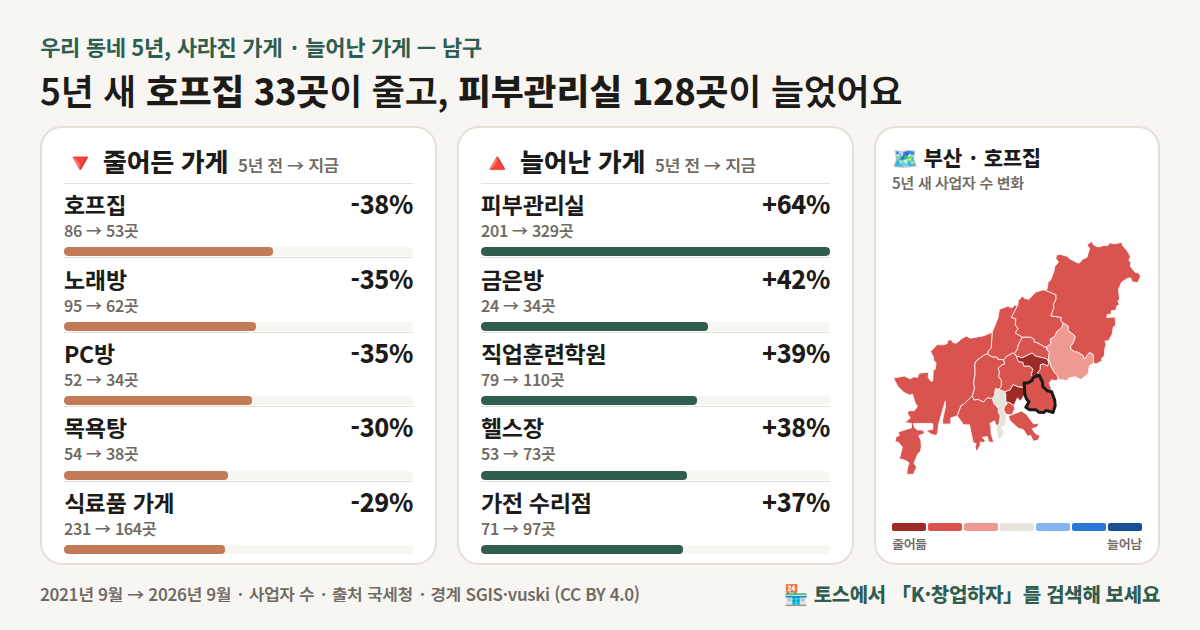 우리 동네 5년, 사라진 가게 · 늘어난 가게 — 남구
5년 새 호프집 33곳이 줄고, 피부관리실 128곳이 늘었어요
🔻 줄어든 가게 5년 전 → 지금
호프집 -38%
86 → 53곳
노래방 -35%
95 → 62곳
PC방 -35%
52 → 34곳
목욕탕 -30%
54 → 38곳
식료품 가게 -29%
231 → 164곳
🔺 늘어난 가게 5년 전 → 지금
피부관리실 +64%
201 → 329곳
금은방 +42%
24 → 34곳
직업훈련학원 +39%
79 → 110곳
헬스장 +38%
53 → 73곳
가전 수리점 +37%
71 → 97곳
🗺️ 부산 · 호프집
5년 새 사업자 수 변화
줄어듦 늘어남
2021년 9월 → 2026년 9월 · 사업자 수 · 출처 국세청 · 경계 SGIS·vuski (CC BY 4.0)
🏪 토스에서 「K·창업하자」를 검색해 보세요